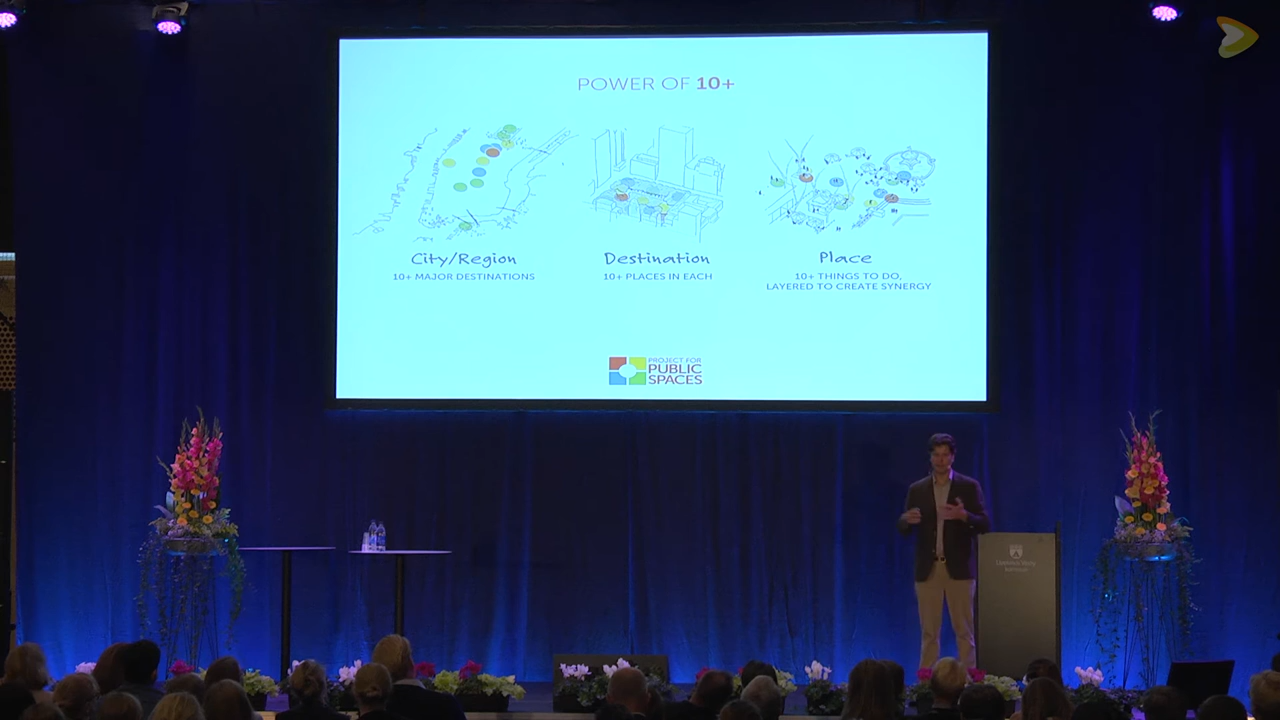 POWER OF 10+
City/Region
10+ MAJOR DESTINATIONS
Destination
10+ PLACES IN EACH
Place
10+ THINGS TO DO,
LAYERED TO CREATE SYNERGY
PROJECT FOR
PUBLIC
SPACES